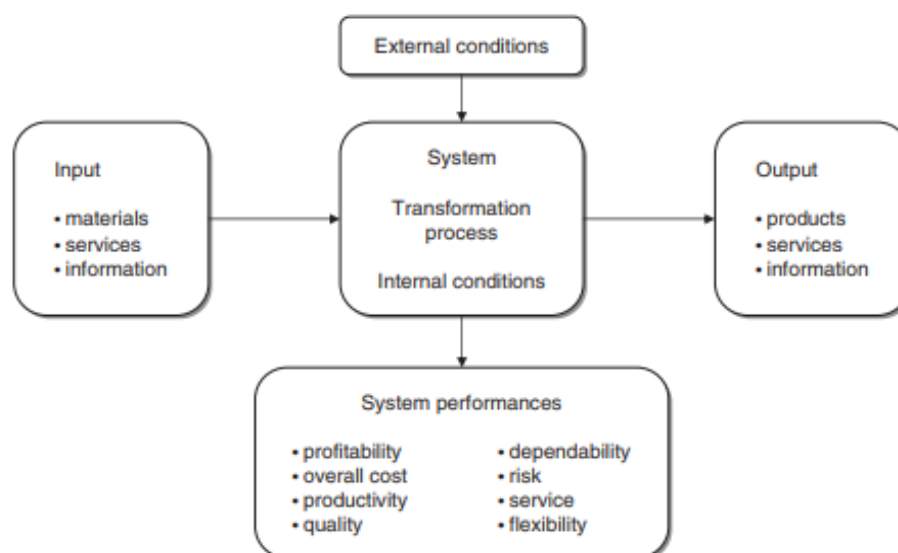 External conditions
Input
• materials
• services
• information
System
Transformation
process
Internal conditions
Output
• products
• services
• information
System performances
• profitability
• overall cost
• productivity
• quality
• dependability
• risk
• service
• flexibility